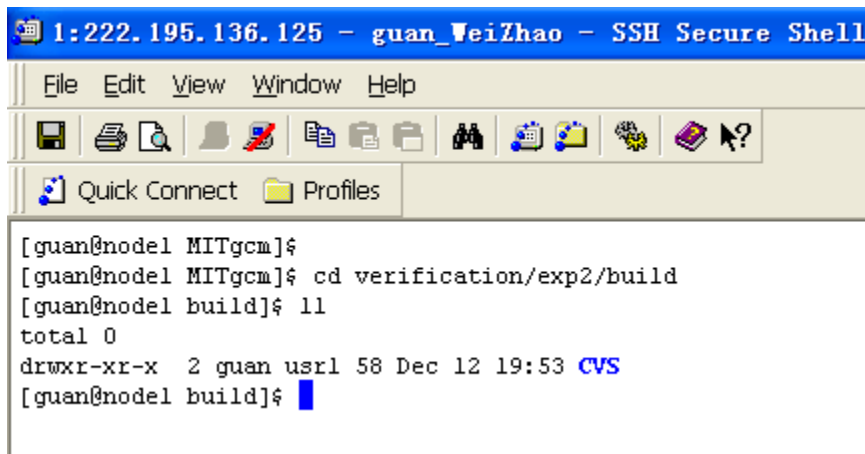 1:222.195.136.125 - guan_WeiZhao - SSH Secure Shell
File Edit View Window Help
Quick Connect Profiles
[guan@node1 MITgcm]$
[guan@node1 MITgcm]$ cd verification/exp2/build
[guan@node1 build]$ ll
total 0
drwxr-xr-x 2 guan usr1 58 Dec 12 19:53 CVS
[guan@node1 build]$